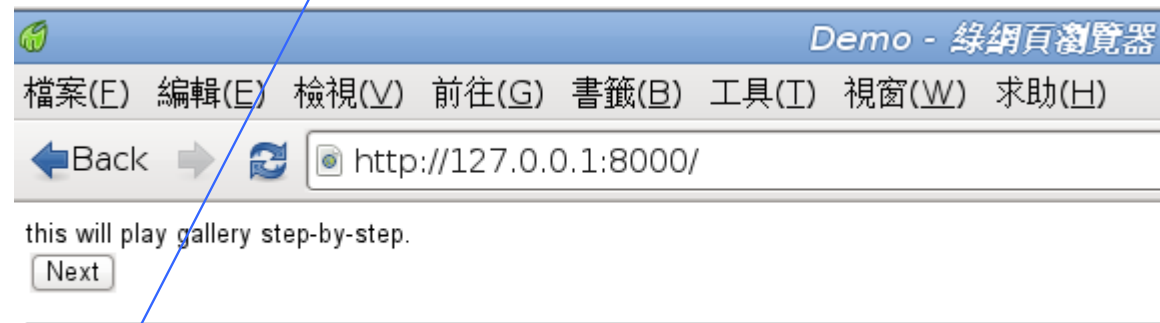 Demo - 綠網頁瀏覽器
檔案(F) 編輯(E) 檢視(V) 前往(G) 書籤(B) 工具(T) 視窗(W) 求助(H)
Back http://127.0.0.1:8000/
this will play gallery step-by-step.
Next